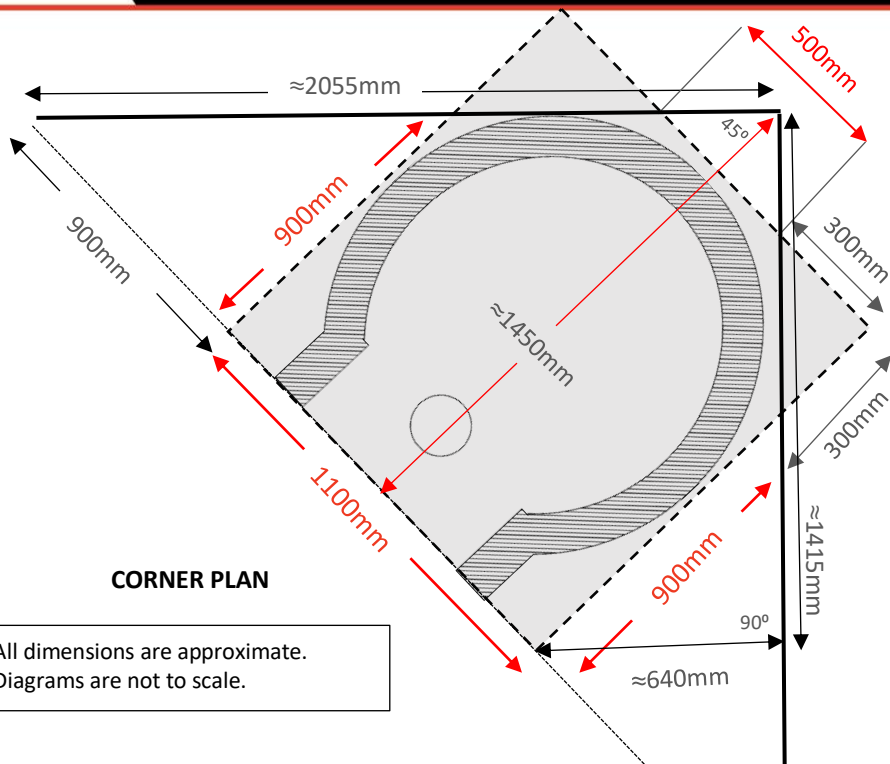 500mm
≈2055mm
45º
900mm
900mm
300mm
≈1450mm
300mm
1100mm
≈1415mm
900mm
CORNER PLAN
90º
All dimensions are approximate.
≈640mm
Diagrams are not to scale.